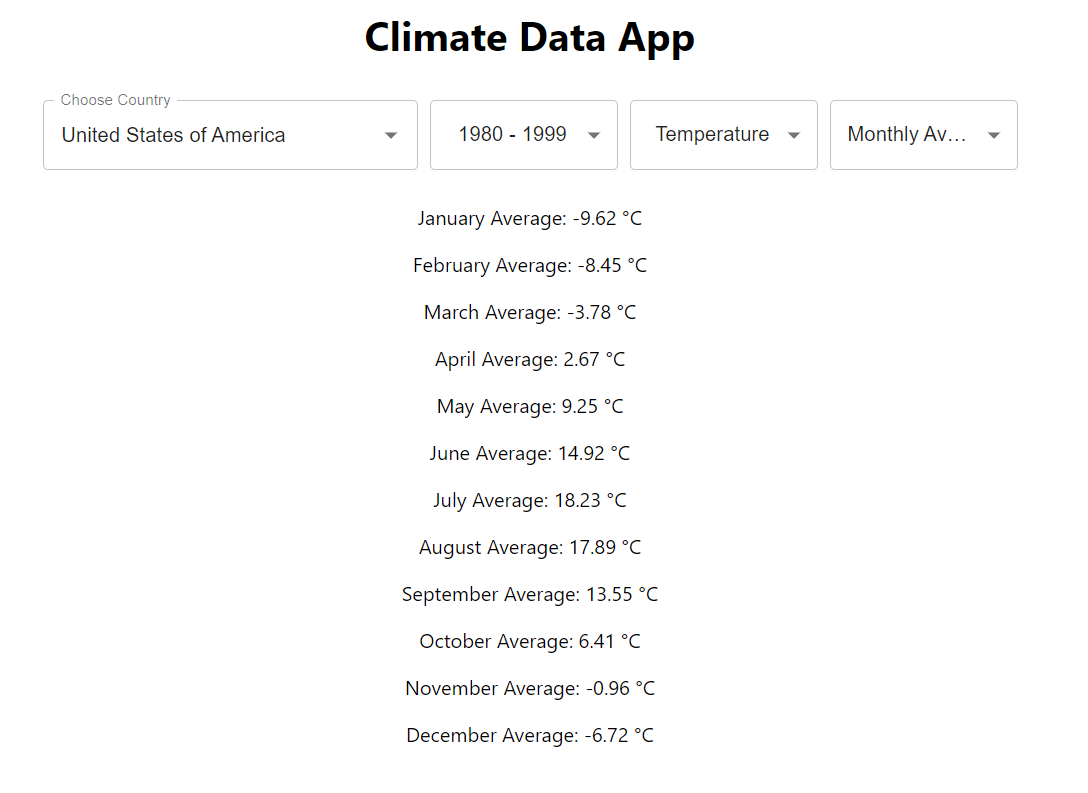 Climate Data App
Choose Country
United States of America
1980 - 1999
Temperature
Monthly Av...
January Average: -9.62 °C
February Average: -8.45 °C
March Average: -3.78 °C
April Average: 2.67 °C
May Average: 9.25 °C
June Average: 14.92 °C
July Average: 18.23 °C
August Average: 17.89 °C
September Average: 13.55 °C
October Average: 6.41 °C
November Average: -0.96 °C
December Average: -6.72 °C